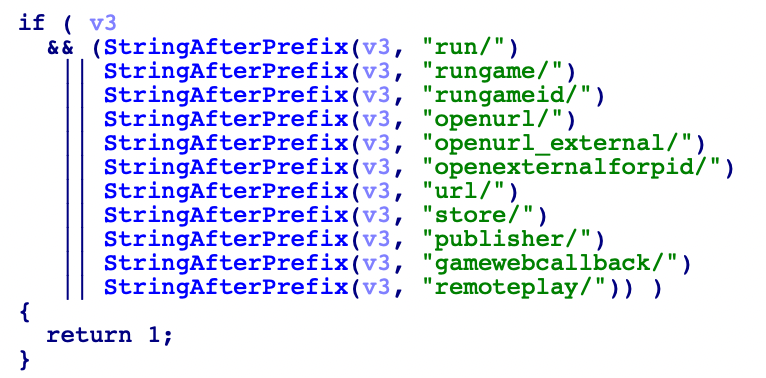 if ( v3
&& (StringAfterPrefix(v3, "run/")
|| StringAfterPrefix(v3, "rungame/")
|| StringAfterPrefix(v3, "rungameid/")
|| StringAfterPrefix(v3, "openurl/")
|| StringAfterPrefix(v3, "openurl_external/")
|| StringAfterPrefix(v3, "openexternalforpid/")
|| StringAfterPrefix(v3, "url/")
|| StringAfterPrefix(v3, "store/")
|| StringAfterPrefix(v3, "publisher/")
|| StringAfterPrefix(v3, "gamewebcallback/")
|| StringAfterPrefix(v3, "remoteplay/")) )
{
return 1;
}